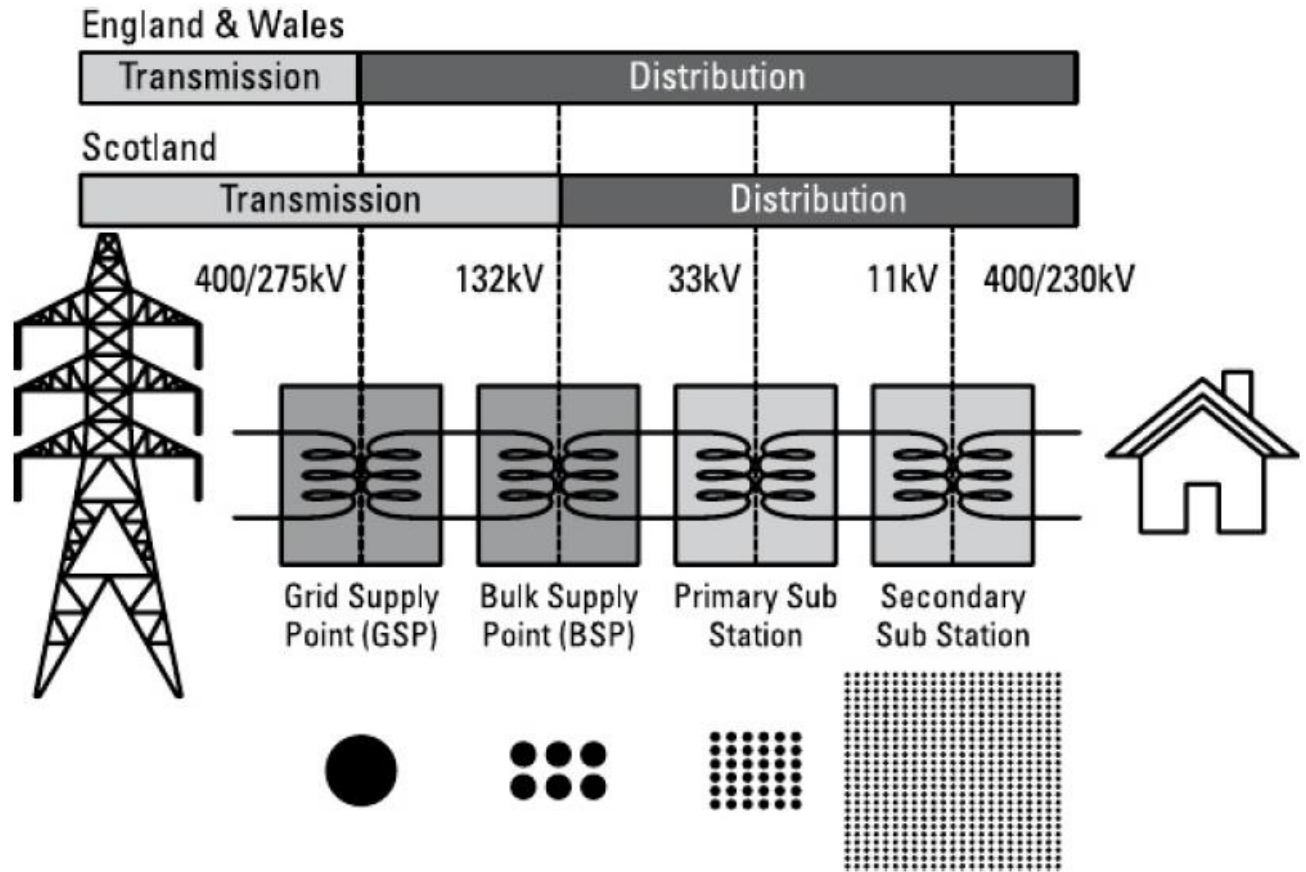 England & Wales
Transmission
Distribution
Scotland
Transmission
Distribution
400/275kV
132kV
33kV
11kV
400/230kV
Grid Supply
Point (GSP)
Bulk Supply
Point (BSP)
Primary Sub
Station
Secondary
Sub Station